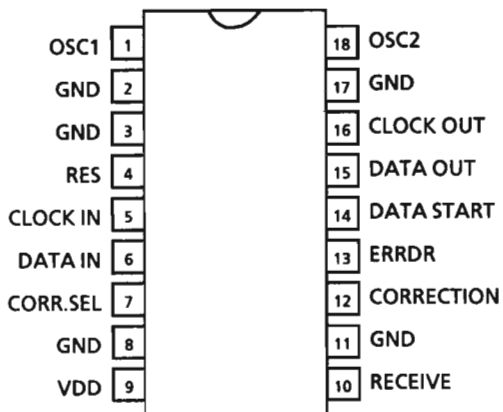 OSC1 1 18 OSC2
GND 2 17 GND
GND 3 16 CLOCK OUT
RES 4 15 DATA OUT
CLOCK IN 5 14 DATA START
DATA IN 6 13 ERRDR
CORR.SEL 7 12 CORRECTION
GND 8 11 GND
VDD 9 10 RECEIVE